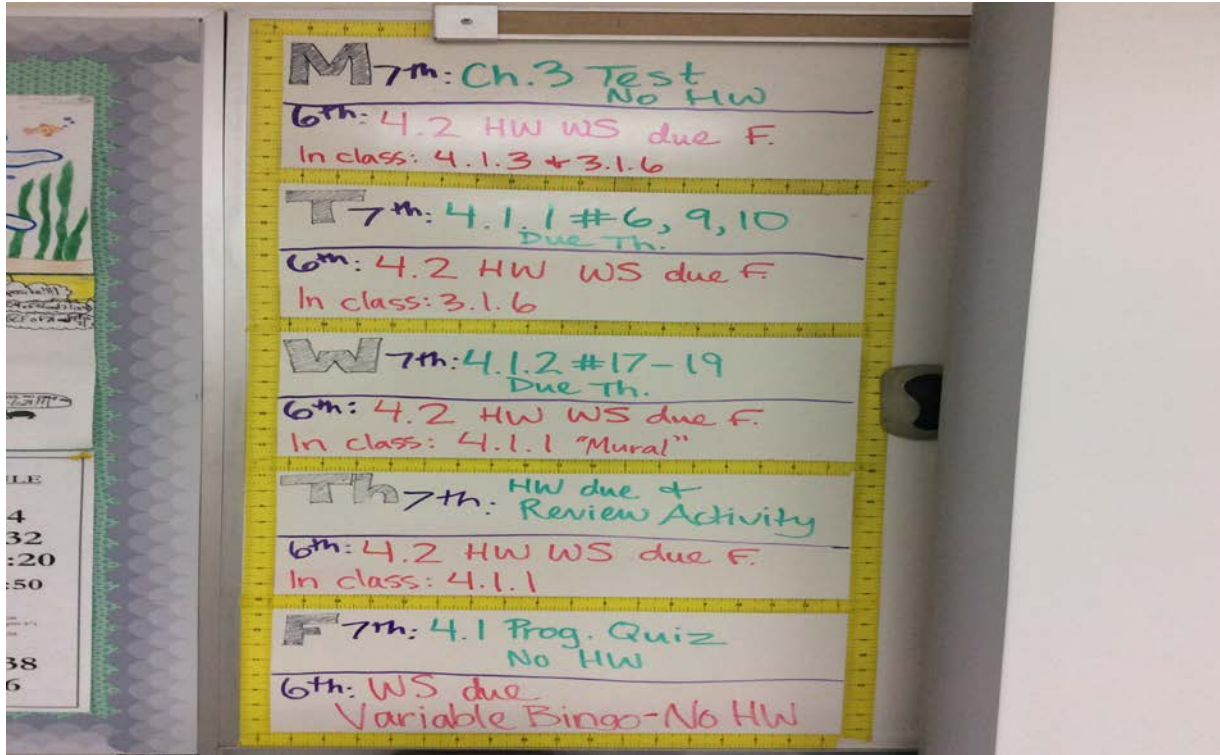 M 7th: Ch. 3 Test
No HW
6th: 4.2 HW WS due F.
In class: 4.1.3 + 3.1.6
T 7th: 4.1.1 #6, 9, 10
Due Th.
6th: 4.2 HW WS due F.
In class: 3.1.6
W 7th: 4.1.2 #17-19
Due Th.
6th: 4.2 HW WS due F.
In class: 4.1.1 "Mural"
Th 7th: HW due +
Review Activity
6th: 4.2 HW WS due F.
In class: 4.1.1
F 7th: 4.1 Prog. Quiz
No HW
6th: WS due
Variable Bingo-No HW
4
32
:20
:50
38
6